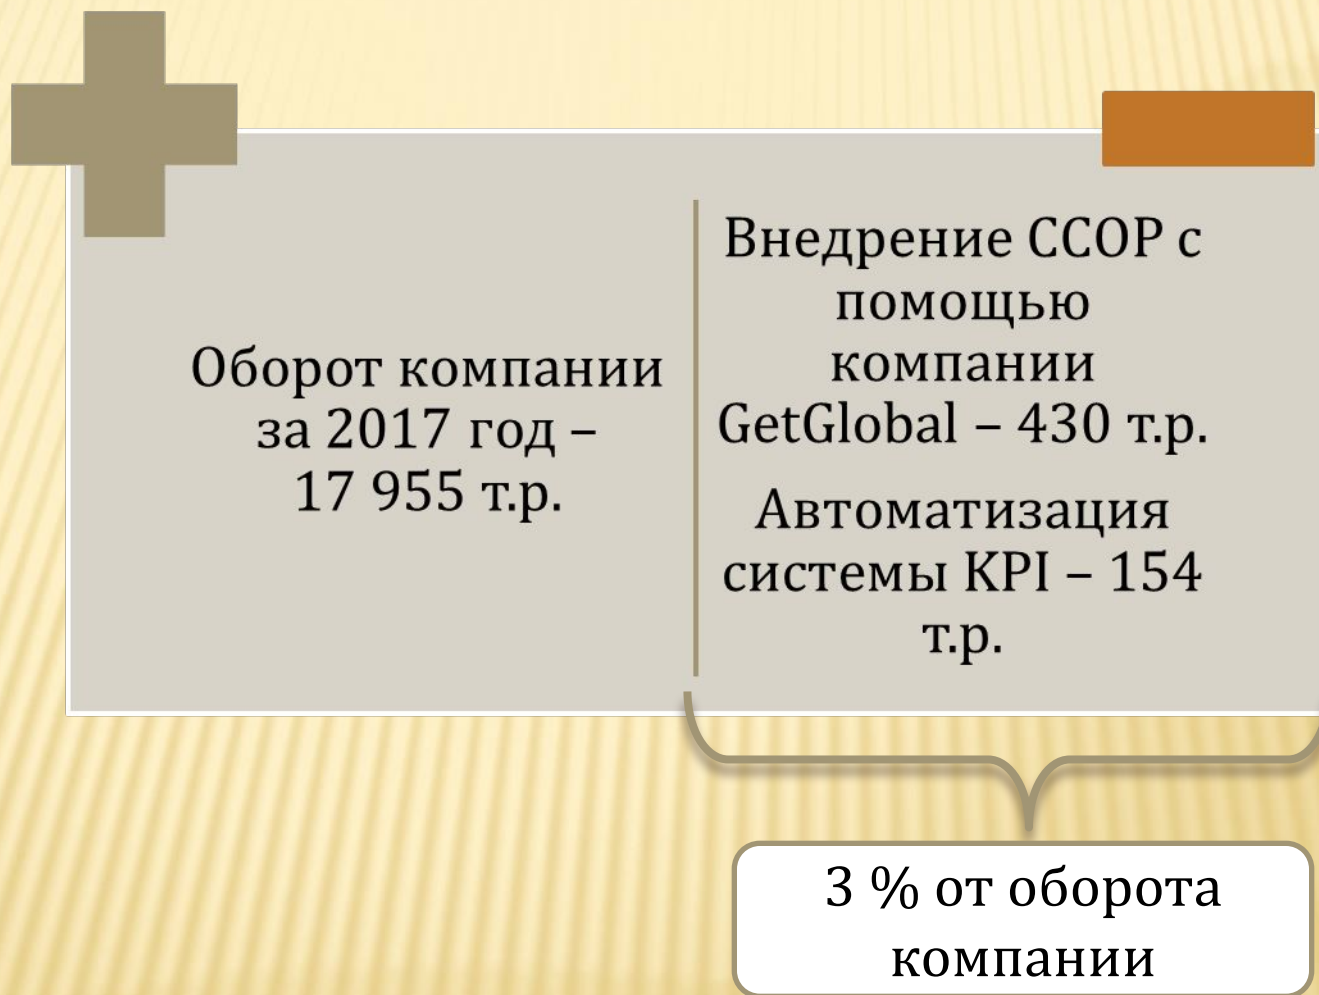 Оборот компании
за 2017 год –
17 955 т.р.
Внедрение ССОР с
помощью
компании
GetGlobal – 430 т.р.
Автоматизация
системы KPI – 154
т.р.
3 % от оборота
компании